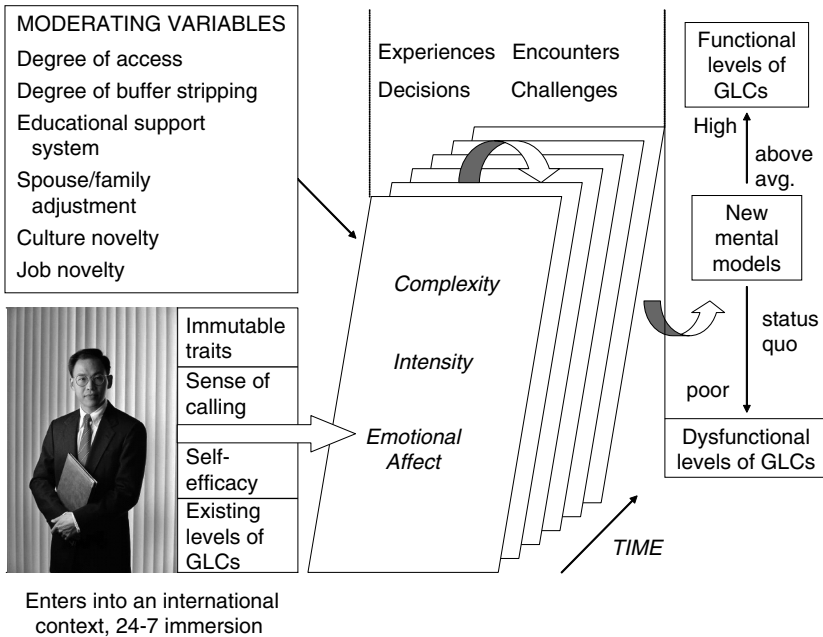 MODERATING VARIABLES
Degree of access
Degree of buffer stripping
Educational support
system
Spouse/family
adjustment
Culture novelty
Job novelty
Experiences Encounters
Decisions Challenges
Functional
levels of
GLCs
High
above
avg.
New
mental
models
status
quo
poor
Dysfunctional
levels of GLCs
Complexity
Intensity
Emotional
Affect
TIME
Immutable
traits
Sense of
calling
Self-
efficacy
Existing
levels of
GLCs
Enters into an international
context, 24-7 immersion